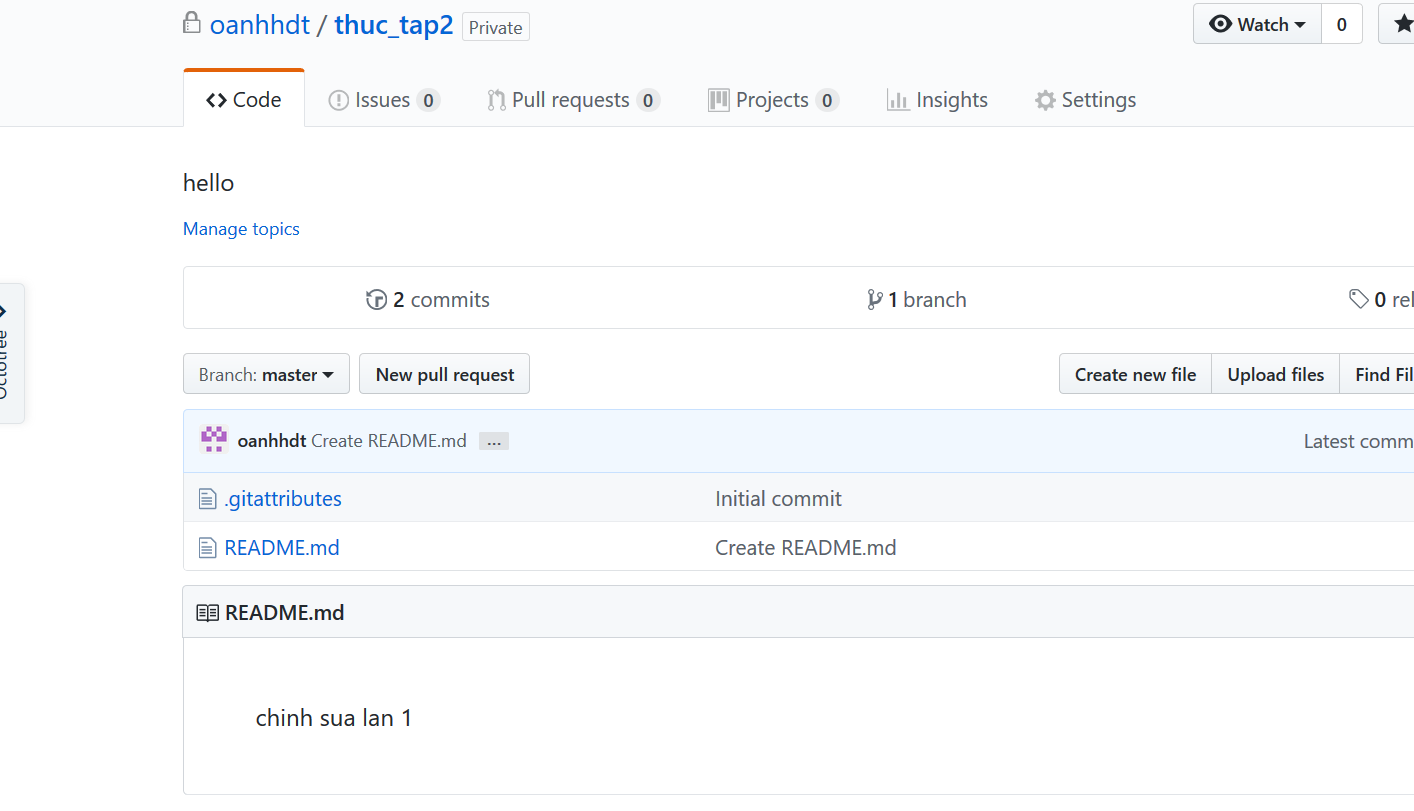 oanhhdt / thuc_tap2 Private Watch 0
Code Issues 0 Pull requests 0 Projects 0 Insights Settings
hello
Manage topics
2 commits 1 branch 0 rel
Branch: master New pull request Create new file Upload files Find Fil
oanhhdt Create README.md ... Latest comm
.gitattributes Initial commit
README.md Create README.md
README.md
chinh sua lan 1
Octotree